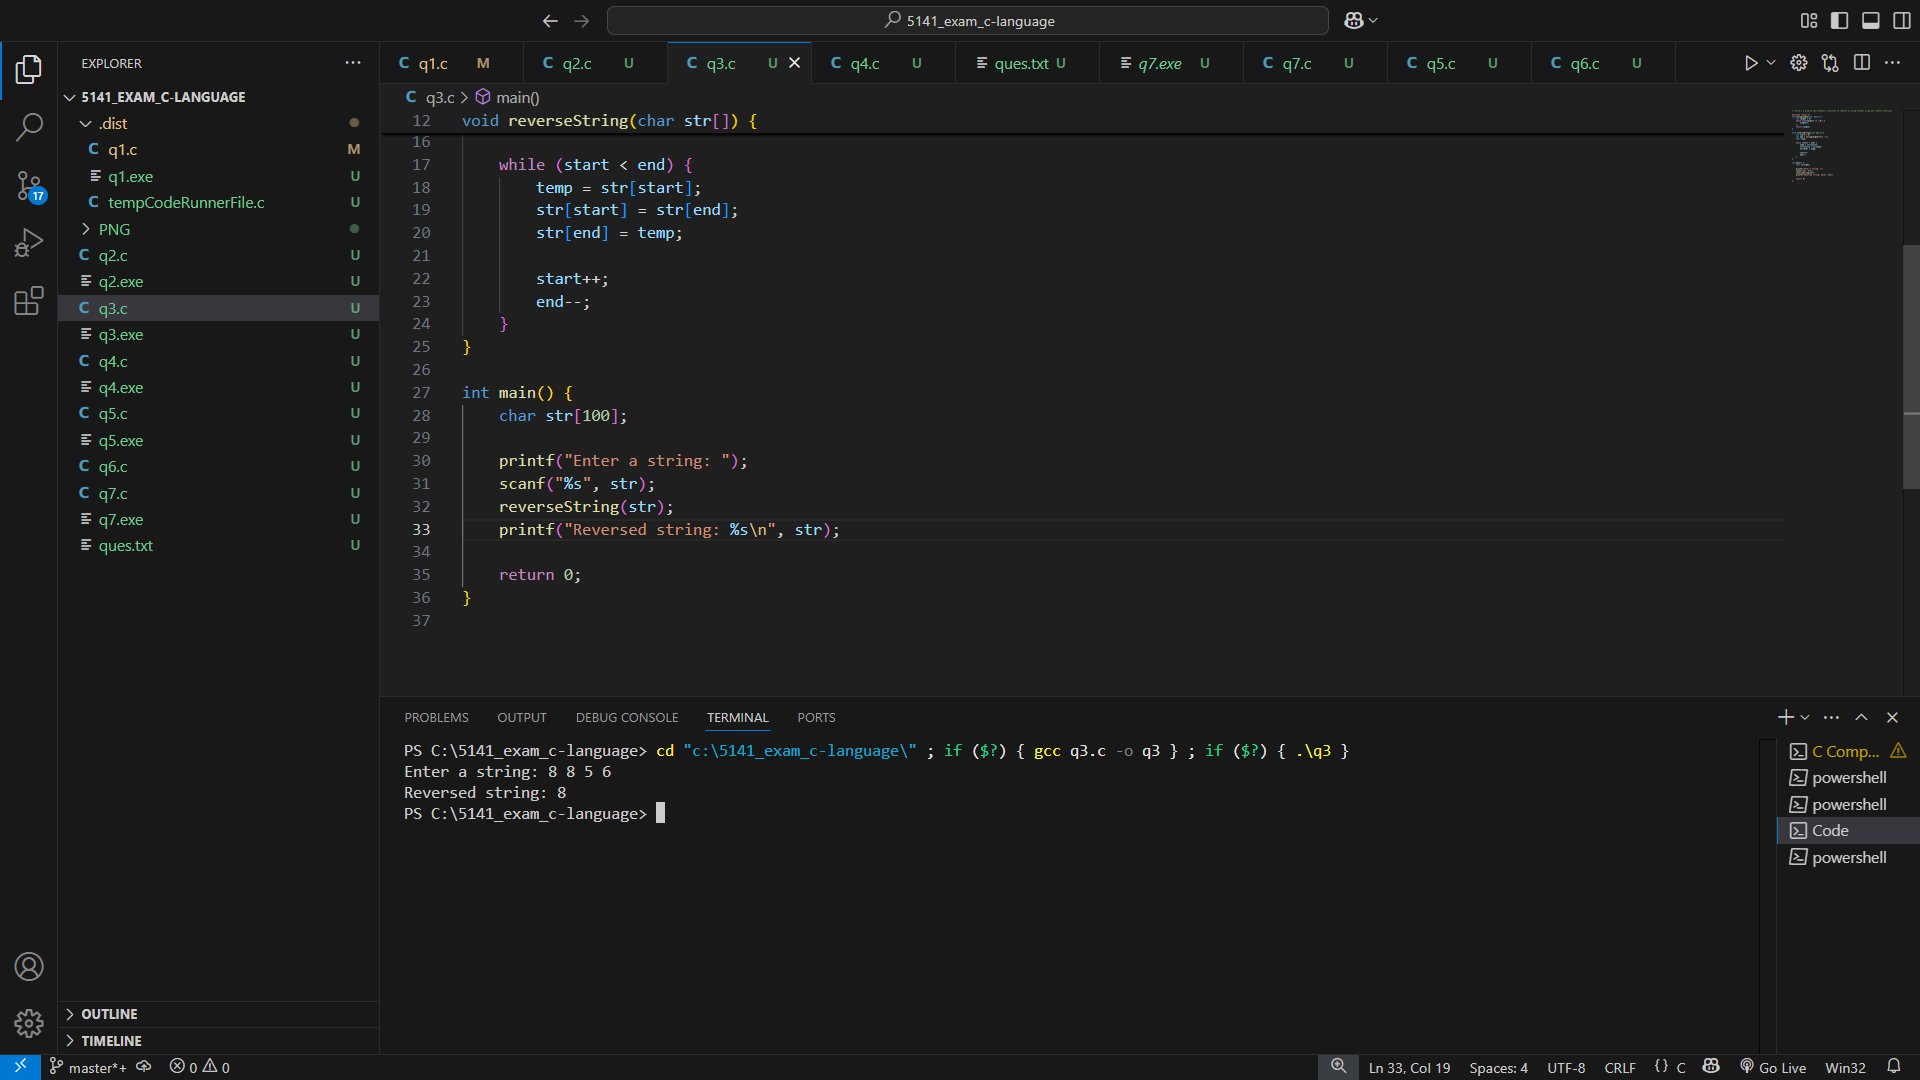 5141_exam_c-language
EXPLORER
5141_EXAM_C-LANGUAGE
.dist
C q1.c M
q1.exe U
C tempCodeRunnerFile.c U
PNG
C q2.c U
q2.exe U
C q3.c U
q3.exe U
C q4.c U
q4.exe U
C q5.c U
q5.exe U
C q6.c U
C q7.c U
q7.exe U
ques.txt U
OUTLINE
TIMELINE
17
C q1.c M C q2.c U C q3.c U C q4.c U ques.txt U q7.exe U C q7.c U C q5.c U C q6.c U
C q3.c > main()
12 void reverseString(char str[]) {
16
17 while (start < end) {
18 temp = str[start];
19 str[start] = str[end];
20 str[end] = temp;
21
22 start++;
23 end--;
24 }
25 }
26
27 int main() {
28 char str[100];
29
30 printf("Enter a string: ");
31 scanf("%s", str);
32 reverseString(str);
33 printf("Reversed string: %s\n", str);
34
35 return 0;
36 }
37
PROBLEMS OUTPUT DEBUG CONSOLE TERMINAL PORTS
PS C:\5141_exam_c-language> cd "c:\5141_exam_c-language\" ; if ($?) { gcc q3.c -o q3 } ; if ($?) { .\q3 }
Enter a string: 8 8 5 6
Reversed string: 8
PS C:\5141_exam_c-language>
C Comp...
powershell
powershell
Code
powershell
master*+ 0 0 Ln 33, Col 19 Spaces: 4 UTF-8 CRLF {} C Go Live Win32